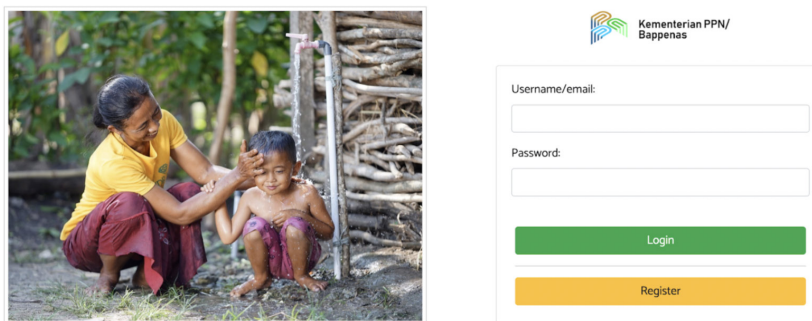 Kementerian PPN/
Bappenas
Username/email:
Password:
Login
Register